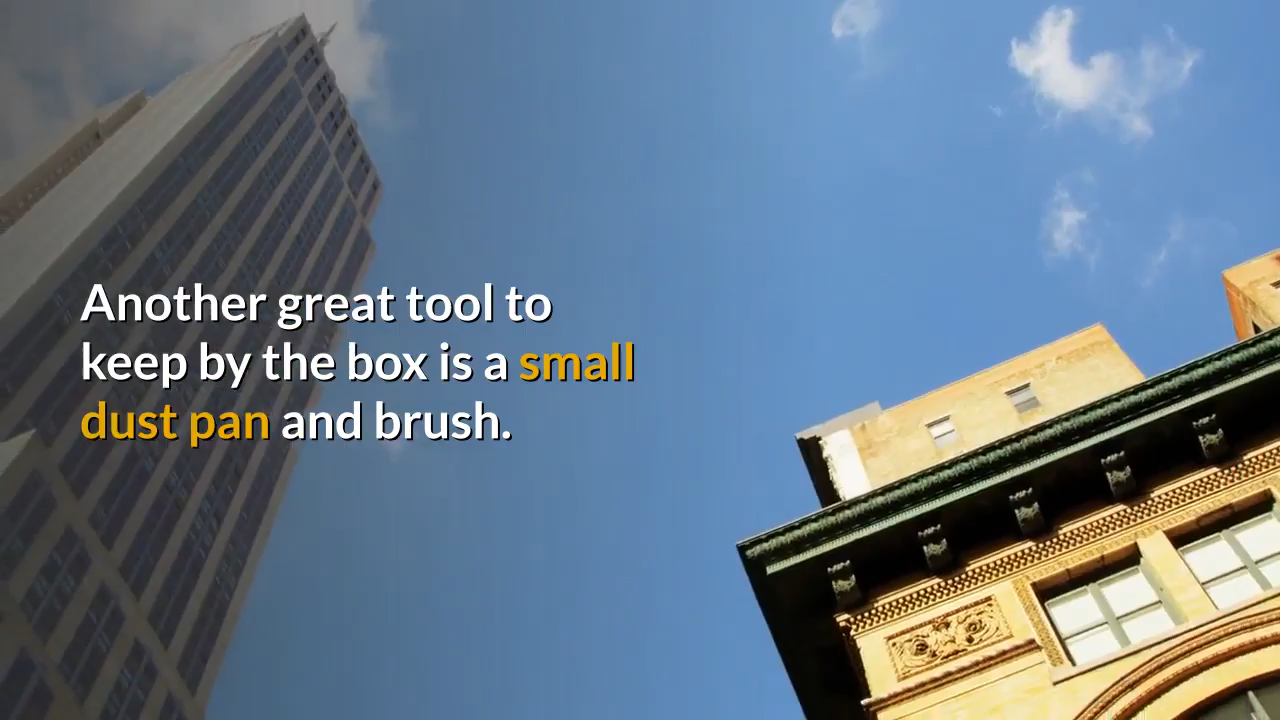 Another great tool to
keep by the box is a small
dust pan and brush.